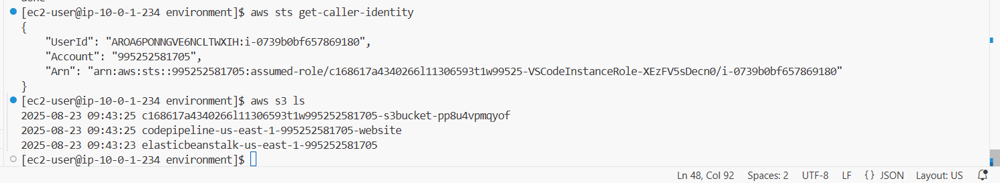 done
[ec2-user@ip-10-0-1-234 environment]$ aws sts get-caller-identity
{
    "UserId": "AROA6PONNGVE6NCLTWXIH:i-0739b0bf657869180",
    "Account": "995252581705",
    "Arn": "arn:aws:sts::995252581705:assumed-role/c168617a4340266l11306593t1w99525-VSCodeInstanceRole-XEzFV5sDecn0/i-0739b0bf657869180"
}
[ec2-user@ip-10-0-1-234 environment]$ aws s3 ls
2025-08-23 09:43:25 c168617a4340266l11306593t1w995252581705-s3bucket-pp8u4vpmqyof
2025-08-23 09:43:25 codepipeline-us-east-1-995252581705-website
2025-08-23 09:43:23 elasticbeanstalk-us-east-1-995252581705
[ec2-user@ip-10-0-1-234 environment]$
Ln 48, Col 92 Spaces: 2 UTF-8 LF {} JSON Layout: US